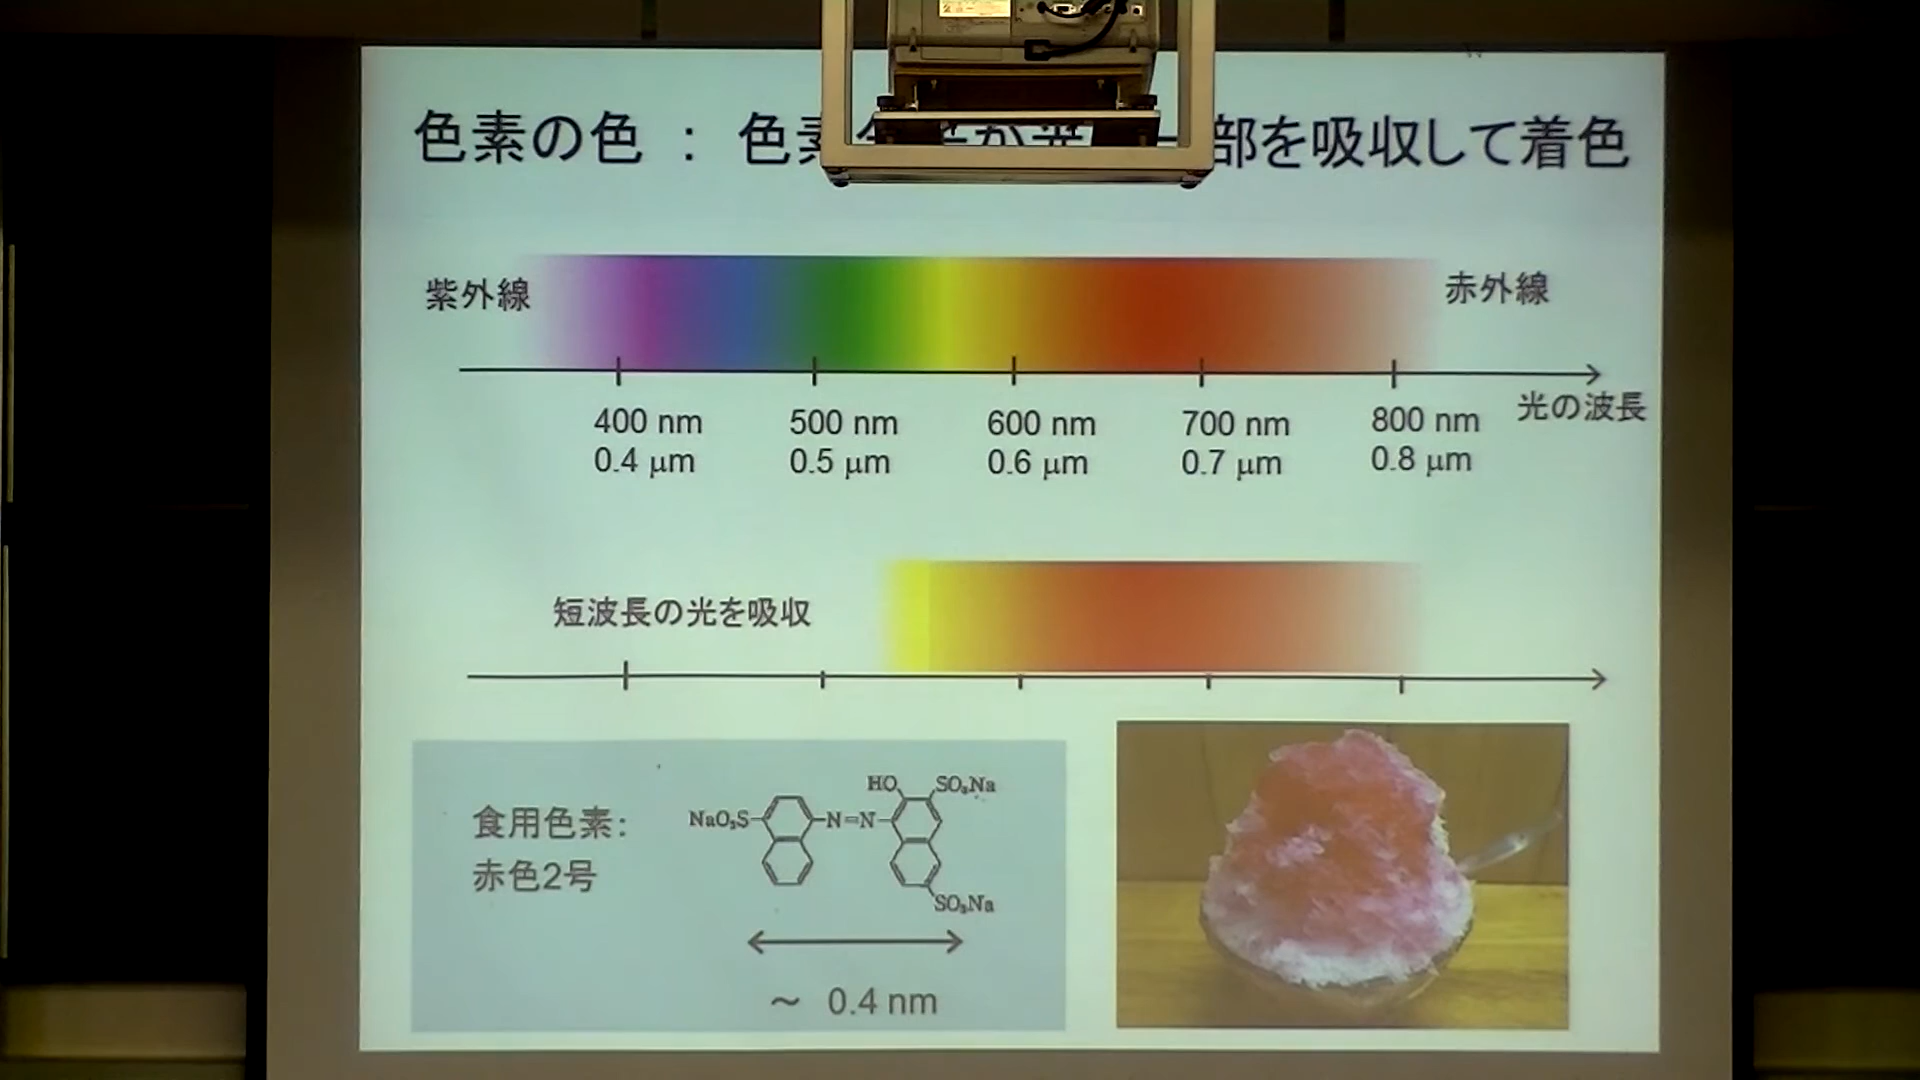 色素の色 : 色素 部を吸収して着色
紫外線
赤外線
400 nm 500 nm 600 nm 700 nm 800 nm
0.4 μm 0.5 μm 0.6 μm 0.7 μm 0.8 μm
光の波長
短波長の光を吸収
食用色素:
赤色2号
HO SO₃Na
NaO₃S N=N
SO₃Na
～ 0.4 nm